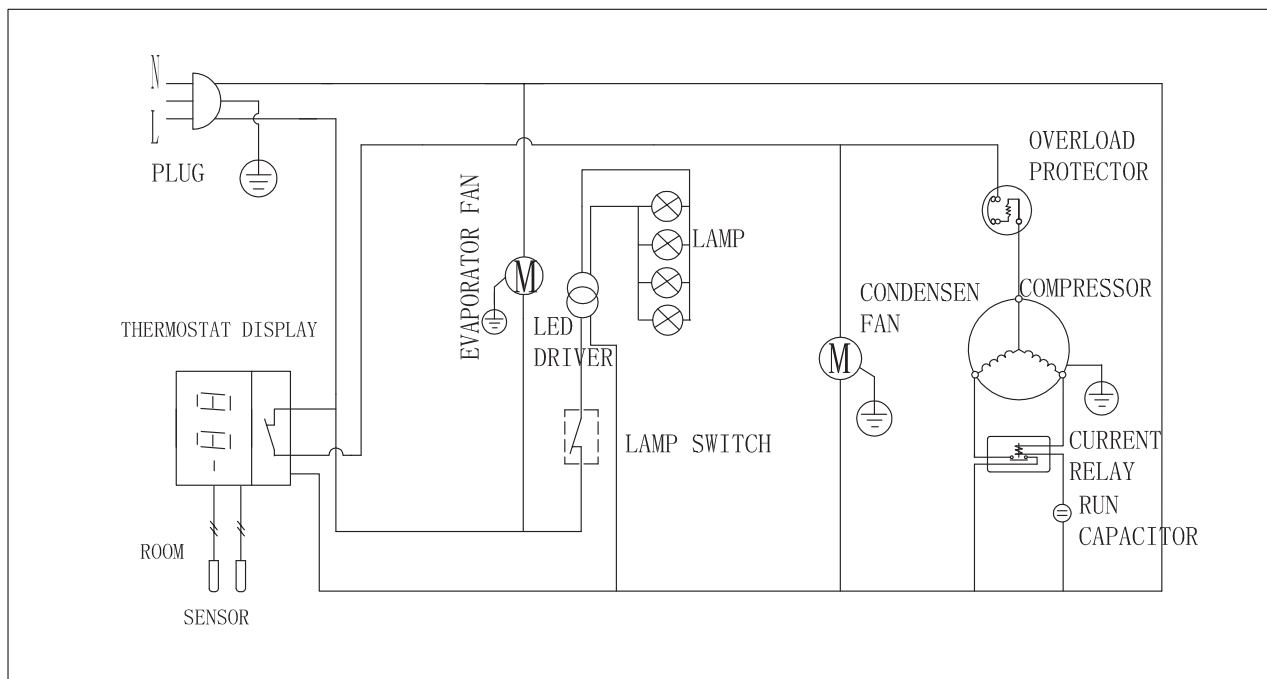 N
L
PLUG
THERMOSTAT DISPLAY
ROOM
SENSOR
EVAPORATOR FAN
M
LED
DRIVER
LAMP
LAMP SWITCH
CONDENSEN
FAN
M
OVERLOAD
PROTECTOR
COMPRESSOR
CURRENT
RELAY
RUN
CAPACITOR